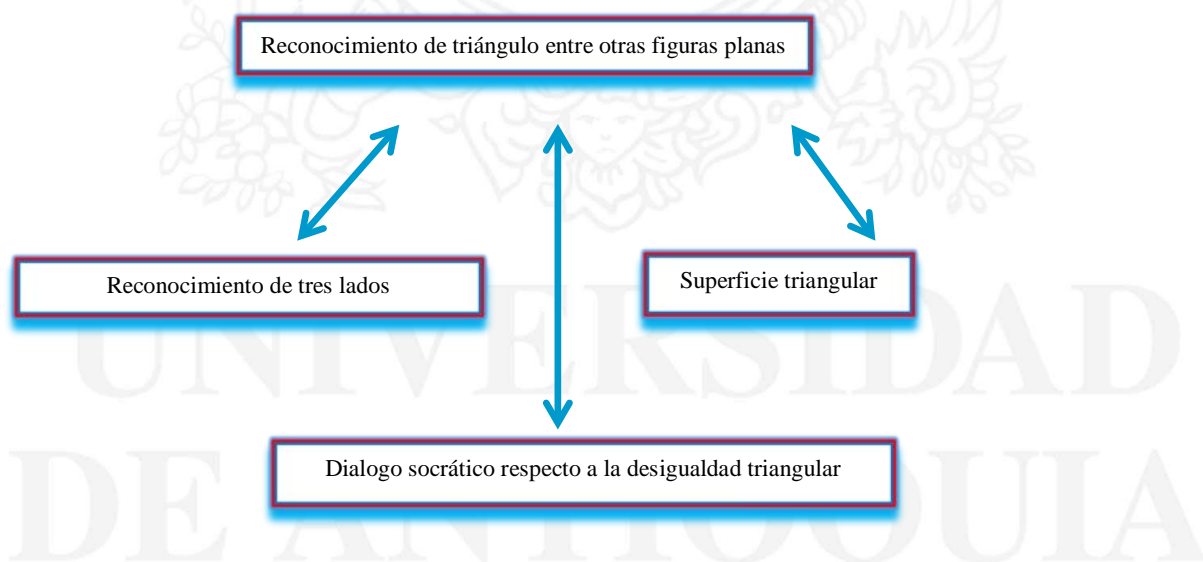 Reconocimiento de triángulo entre otras figuras planas
Reconocimiento de tres lados
Superficie triangular
UNIVERSIDAD
Dialogo socrático respecto a la desigualdad triangular
DE ANTIOQUIA